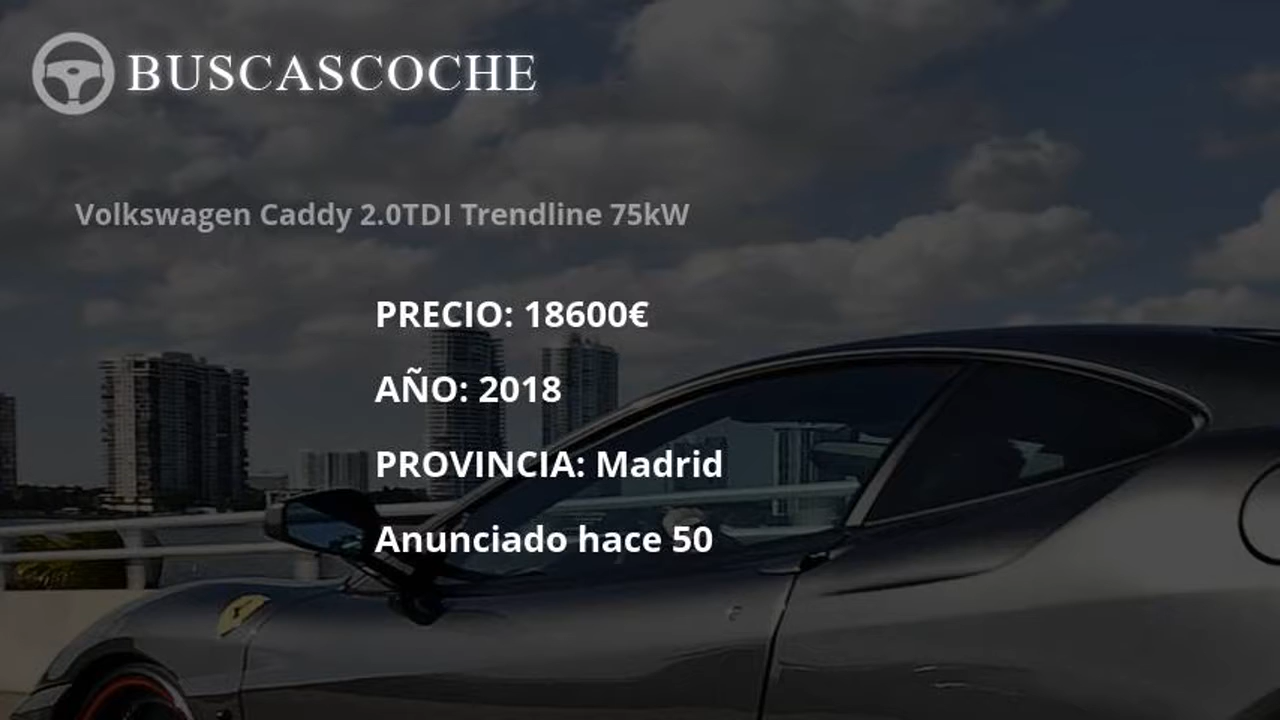 BUSCASCOCHE
Volkswagen Caddy 2.0TDI Trendline 75kW
PRECIO: 18600€
AÑO: 2018
PROVINCIA: Madrid
Anunciado hace 50